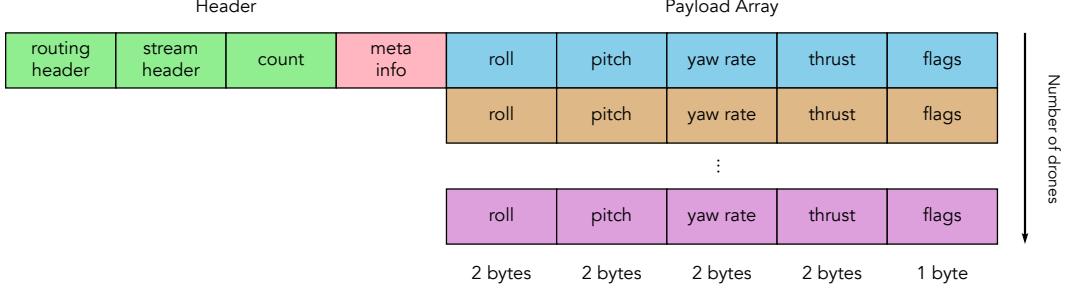 Header
Payload Array
routing header
stream header
count
meta info
roll
pitch
yaw rate
thrust
flags
roll
pitch
yaw rate
thrust
flags
⋮
roll
pitch
yaw rate
thrust
flags
2 bytes
2 bytes
2 bytes
2 bytes
1 byte
Number of drones